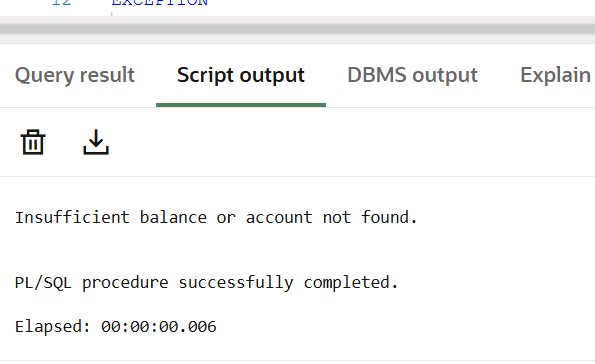 12 EXCEPTION
Query result Script output DBMS output Explain
Insufficient balance or account not found.
PL/SQL procedure successfully completed.
Elapsed: 00:00:00.006